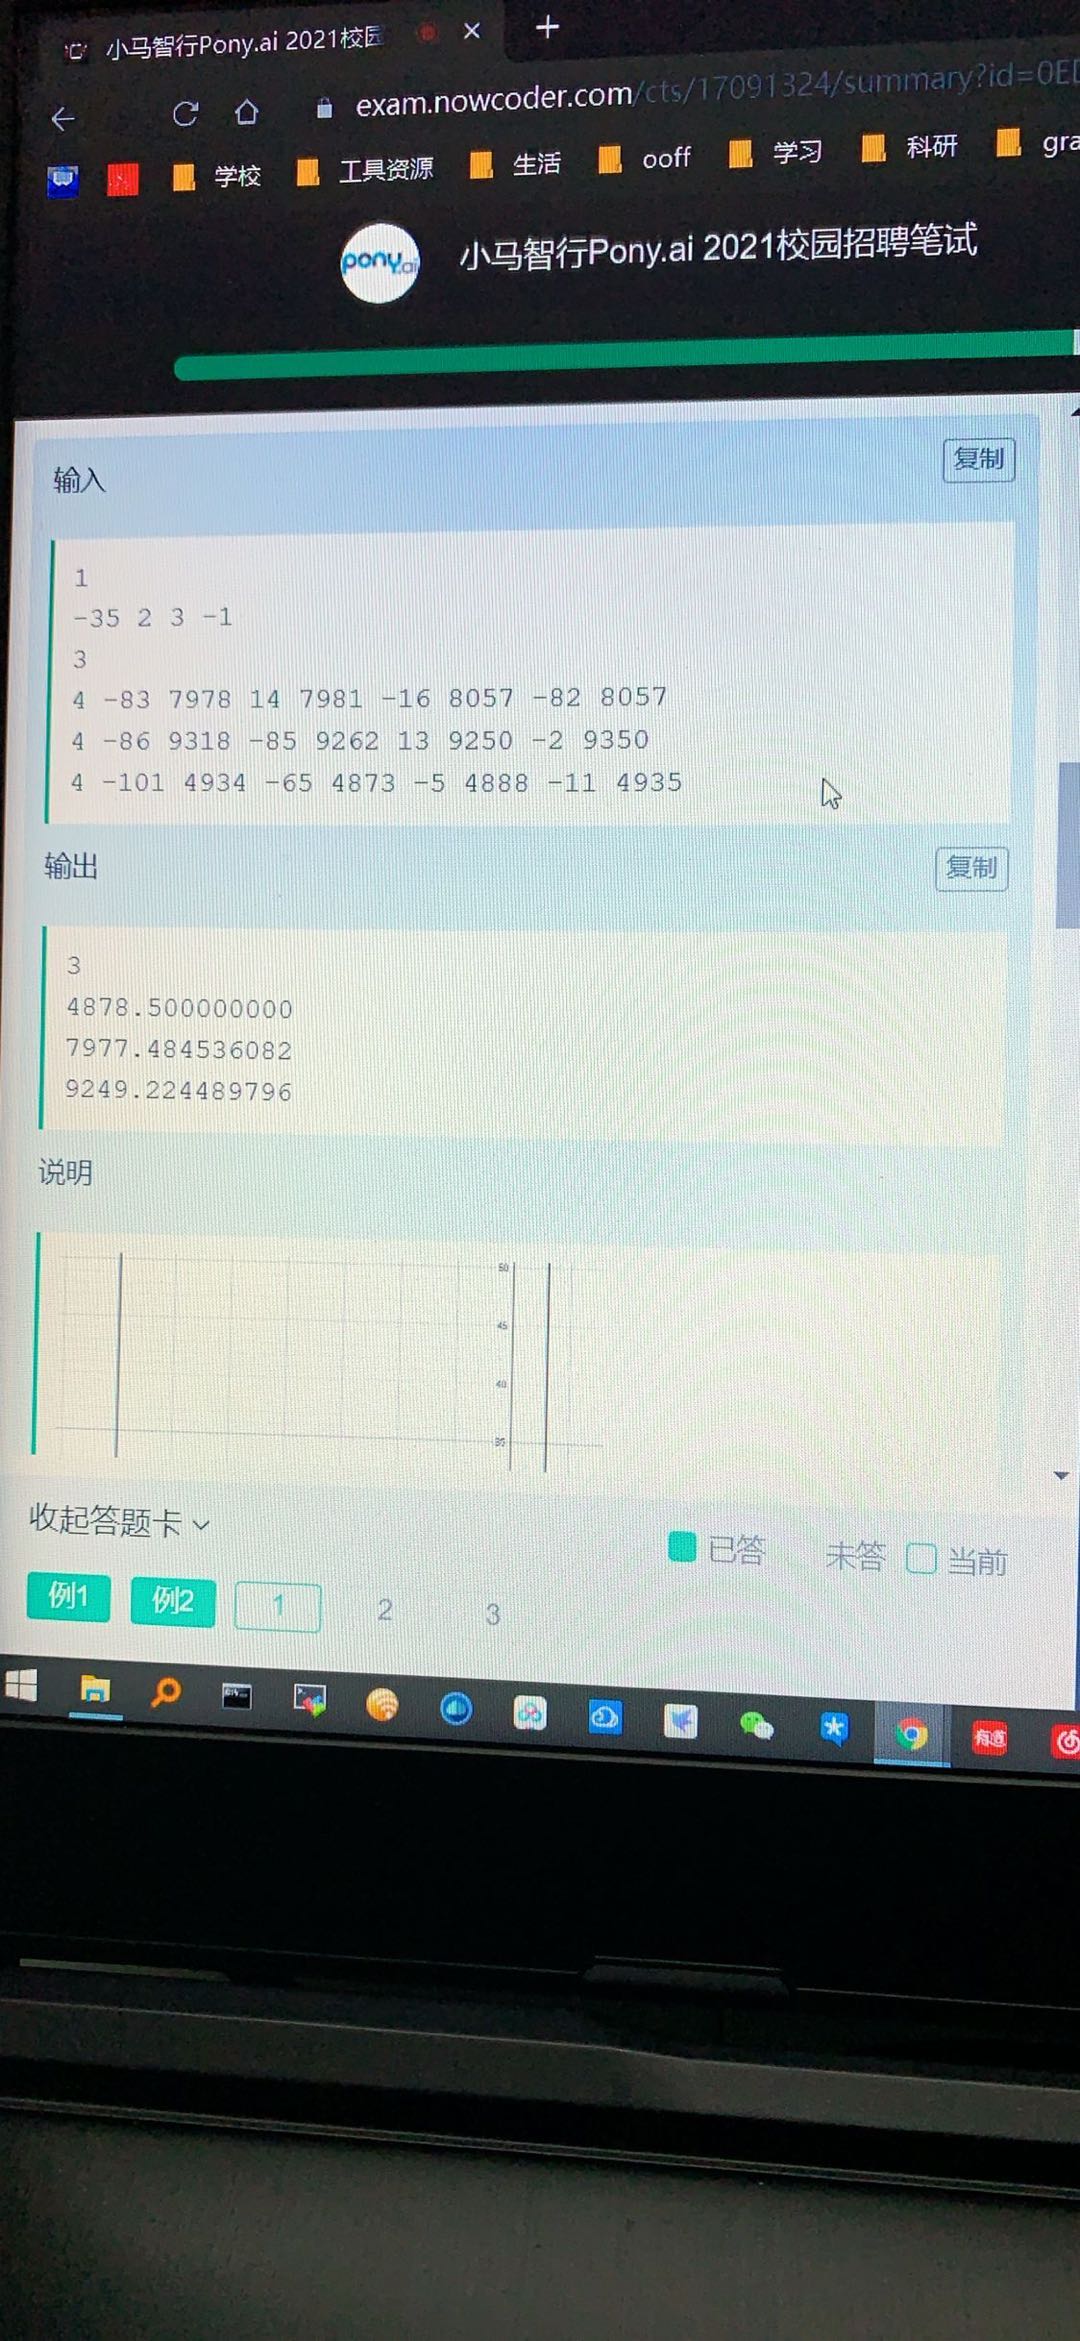 小马智行Pony.ai 2021校园
exam.nowcoder.com/cts/17091324/summary?id=0E
学校 工具资源 生活 ooff 学习 科研 gra
pony.ai 小马智行Pony.ai 2021校园招聘笔试
输入 复制
1
-35 2 3 -1
3
4 -83 7978 14 7981 -16 8057 -82 8057
4 -86 9318 -85 9262 13 9250 -2 9350
4 -101 4934 -65 4873 -5 4888 -11 4935
输出 复制
3
4878.500000000
7977.484536082
9249.224489796
说明
50
45
40
35
收起答题卡 已答 未答 当前
例1 例2 1 2 3
有道